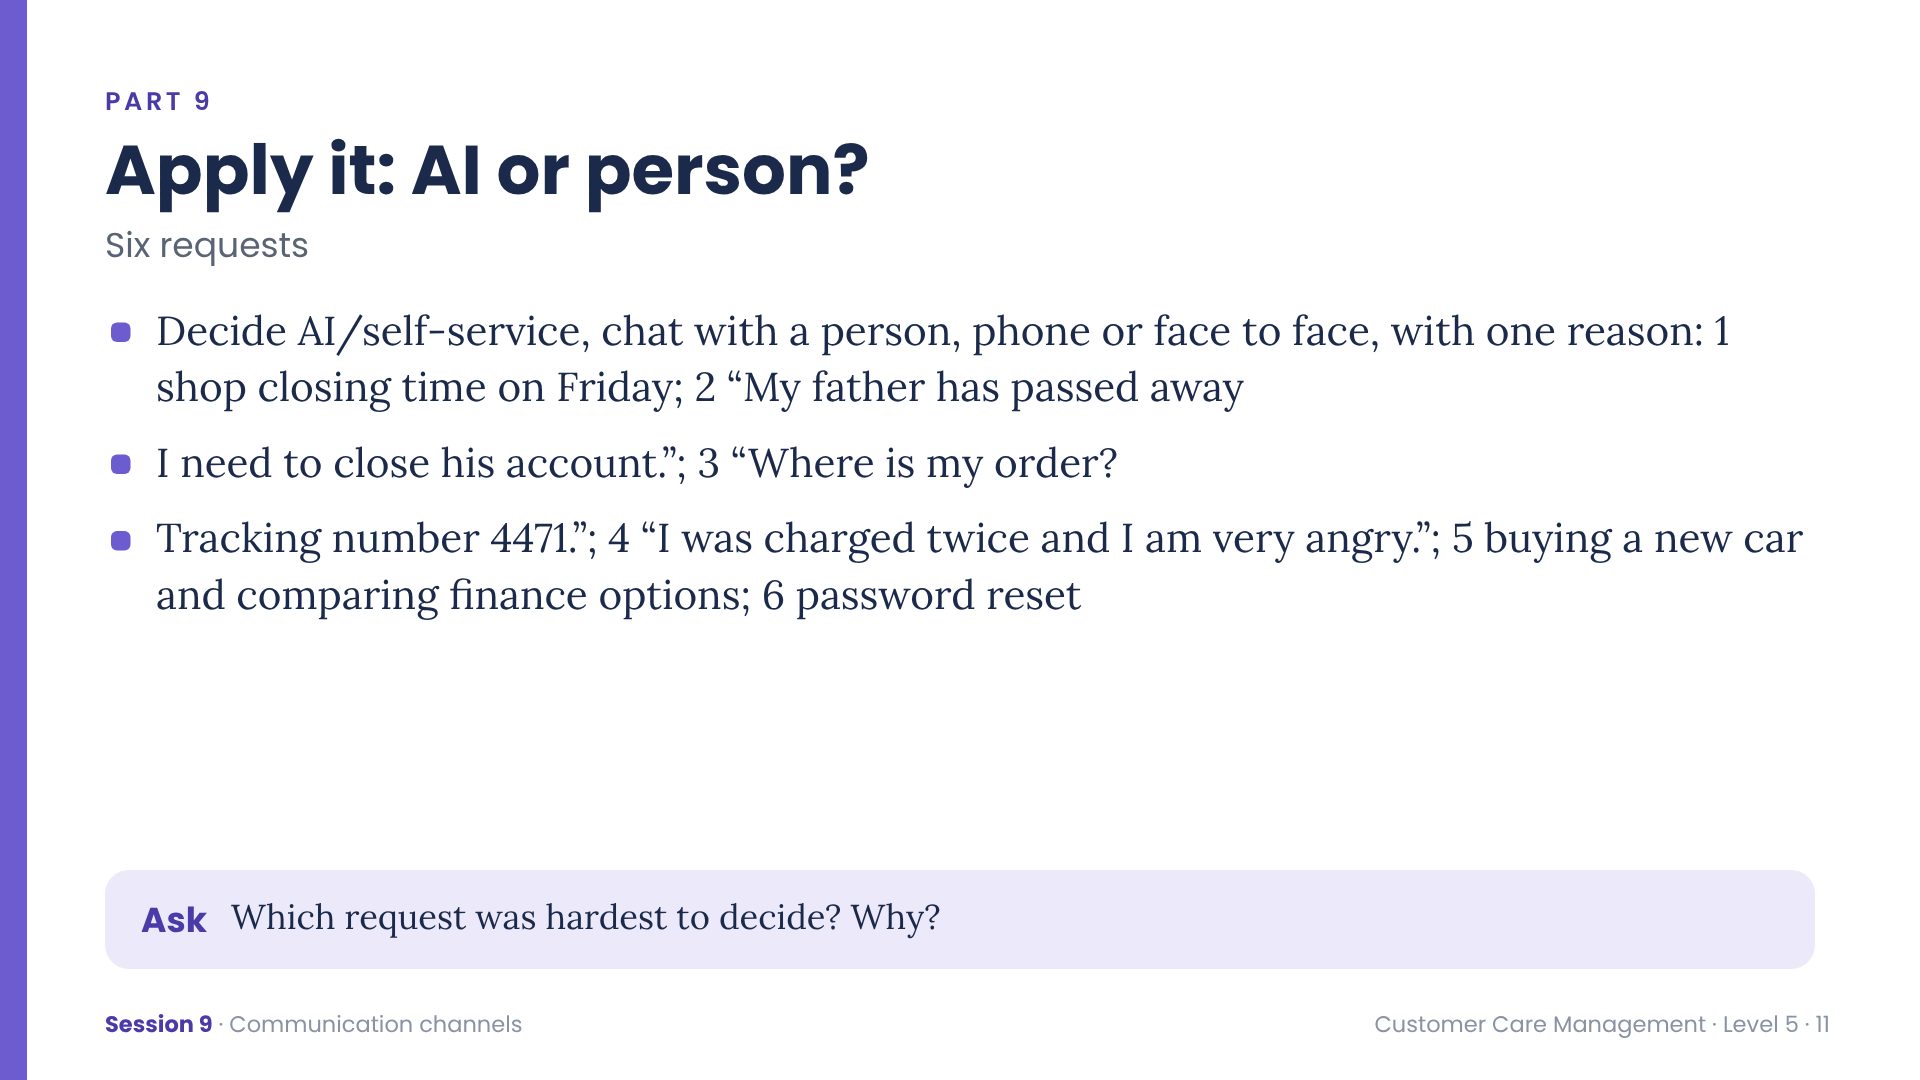 PART 9
Apply it: AI or person?
Six requests
Decide AI/self-service, chat with a person, phone or face to face, with one reason: 1
shop closing time on Friday; 2 “My father has passed away
I need to close his account.”; 3 “Where is my order?
Tracking number 4471.”; 4 “I was charged twice and I am very angry.”; 5 buying a new car
and comparing finance options; 6 password reset
Ask Which request was hardest to decide? Why?
Session 9 · Communication channels
Customer Care Management · Level 5 · 11